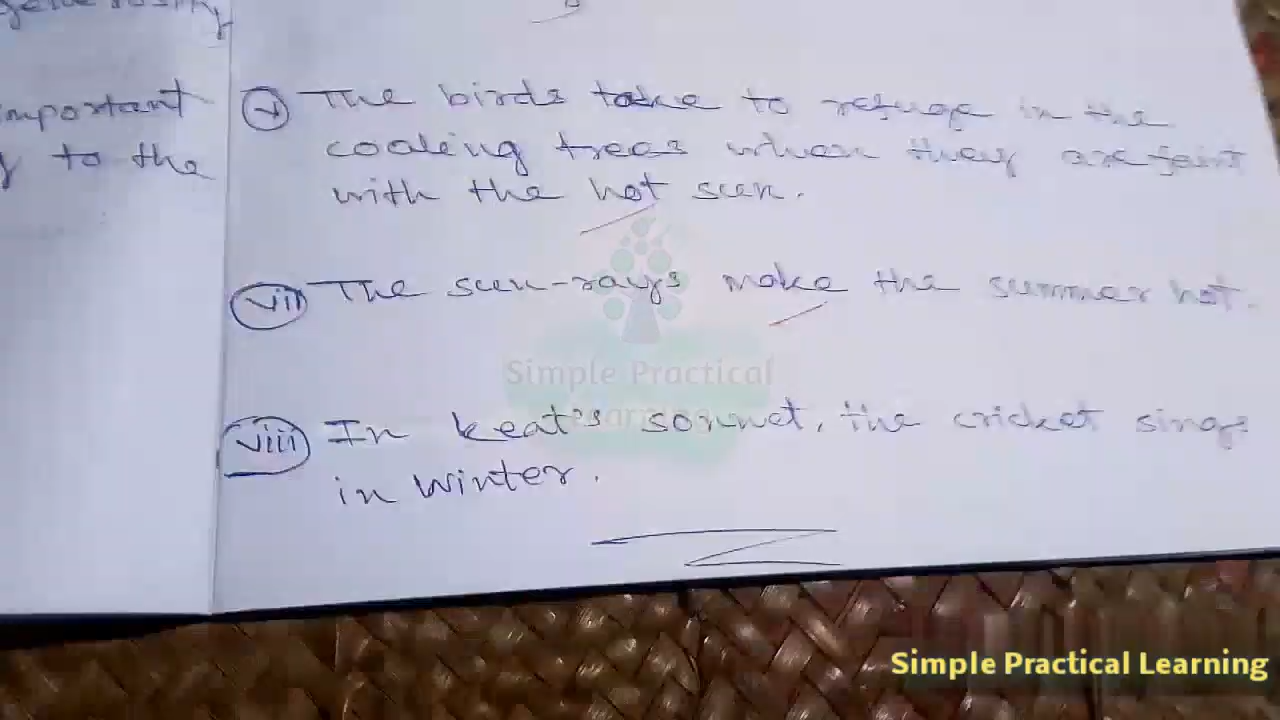 generosity
important
to the
v The birds take to refuge in the
cooling trees when they are faint
with the hot sun.
vii The sun-rays make the summer hot.
viii In Keat's sonnet, the cricket sings
in winter.
Simple Practical
Learning
Simple Practical Learning